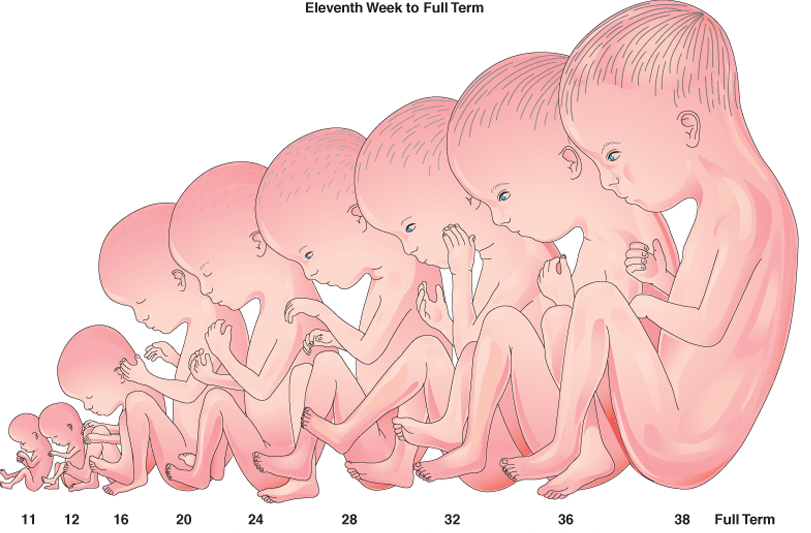 Eleventh Week to Full Term
11 12 16 20 24 28 32 36 38 Full Term